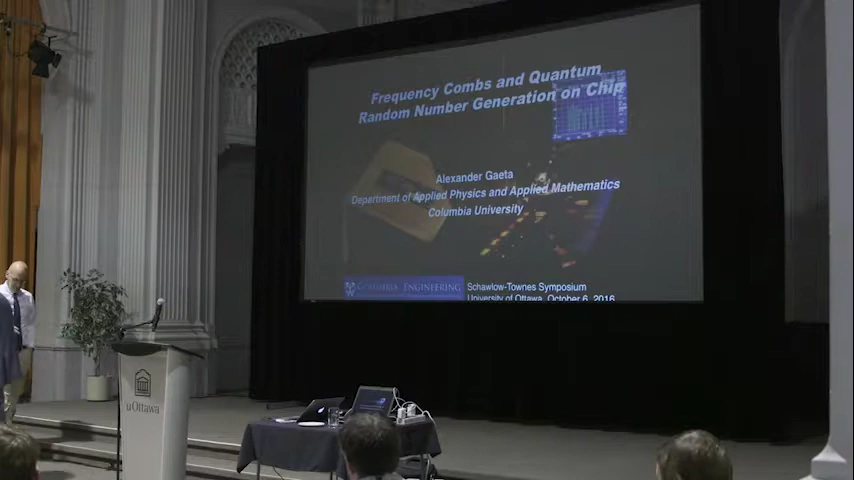 Frequency Combs and Quantum
Random Number Generation on Chip
Alexander Gaeta
Department of Applied Physics and Applied Mathematics
Columbia University
COLUMBIA ENGINEERING
Schawlow-Townes Symposium
University of Ottawa, October 6, 2016
uOttawa